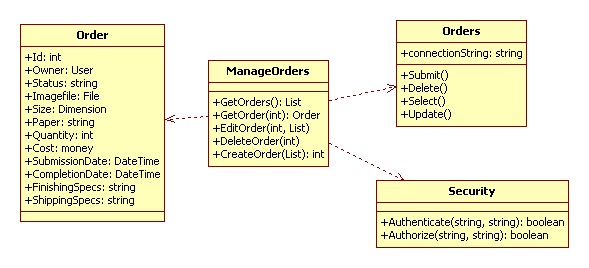 Order
+Id: int
+Owner: User
+Status: string
+Imagefile: File
+Size: Dimension
+Paper: string
+Quantity: int
+Cost: money
+SubmissionDate: DateTime
+CompletionDate: DateTime
+FinishingSpecs: string
+ShippingSpecs: string
ManageOrders
+GetOrders(): List
+GetOrder(int): Order
+EditOrder(int, List)
+DeleteOrder(int)
+CreateOrder(List): int
Orders
+connectionString: string
+Submit()
+Delete()
+Select()
+Update()
Security
+Authenticate(string, string): boolean
+Authorize(string, string): boolean